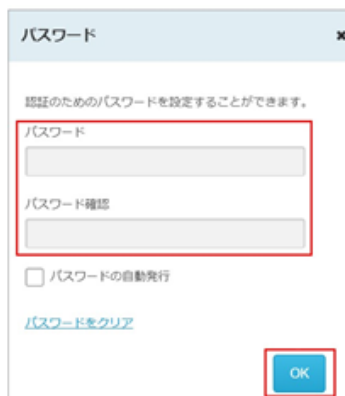 パスワード
認証のためのパスワードを設定することができます。
パスワード
パスワード確認
パスワードの自動発行
パスワードをクリア
OK